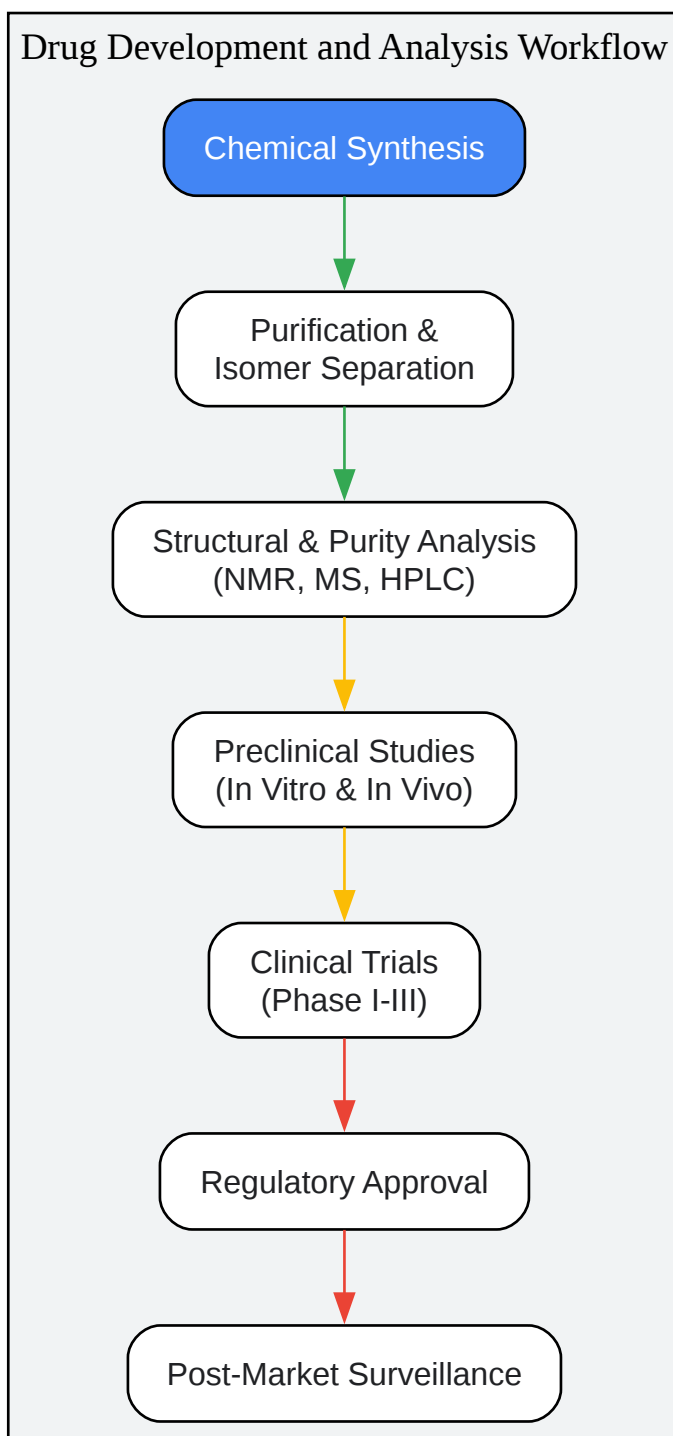 Drug Development and Analysis Workflow
Chemical Synthesis
Purification &
Isomer Separation
Structural & Purity Analysis
(NMR, MS, HPLC)
Preclinical Studies
(In Vitro & In Vivo)
Clinical Trials
(Phase I-III)
Regulatory Approval
Post-Market Surveillance